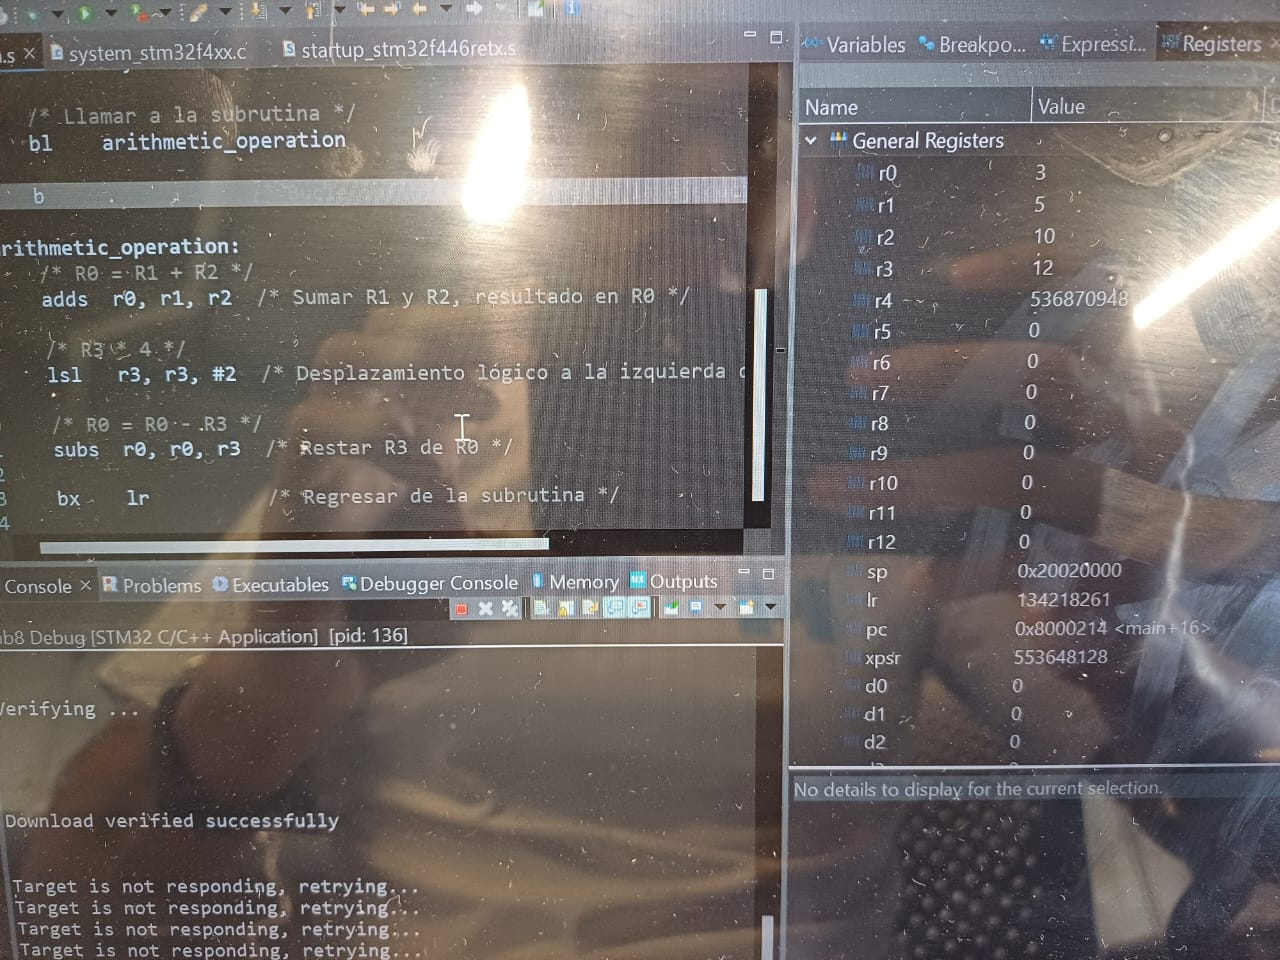 .s
system_stm32f4xx.c
startup_stm32f446retx.s
/* Llamar a la subrutina */
bl arithmetic_operation
b
rithmetic_operation:
/* R0 = R1 + R2 */
adds r0, r1, r2 /* Sumar R1 y R2, resultado en R0 */
/* R3 * 4 */
lsl r3, r3, #2 /* Desplazamiento lógico a la izquierda
/* R0 = R0 - R3 */
subs r0, r0, r3 /* Restar R3 de R0 */
2
3 bx lr /* Regresar de la subrutina */
4
Console Problems Executables Debugger Console Memory Outputs
b8 Debug [STM32 C/C++ Application] [pid: 136]
Verifying ...
Download verified successfully
Target is not responding, retrying...
Target is not responding, retrying...
Target is not responding, retrying...
Target is not responding, retrying...
Variables Breakpo... Expressi... Registers
Name Value
General Registers
r0 3
r1 5
r2 10
r3 12
r4 536870948
r5 0
r6 0
r7 0
r8 0
r9 0
r10 0
r11 0
r12 0
sp 0x20020000
lr 134218261
pc 0x8000214 <main+16>
xpsr 553648128
d0 0
d1 0
d2 0
No details to display for the current selection.